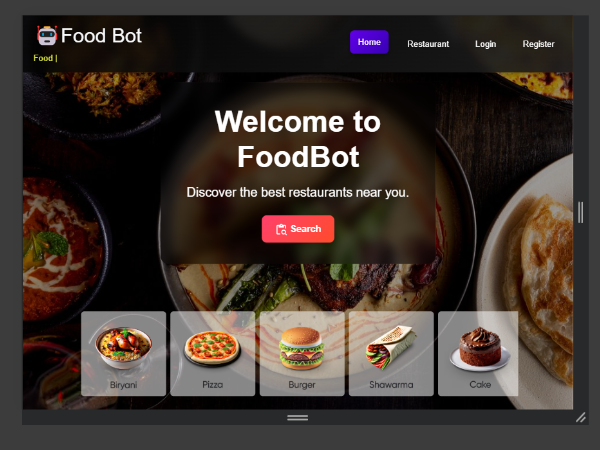 Food Bot
Food |
Home
Restaurant
Login
Register
Welcome to
FoodBot
Discover the best restaurants near you.
Search
Biryani
Pizza
Burger
Shawarma
Cake